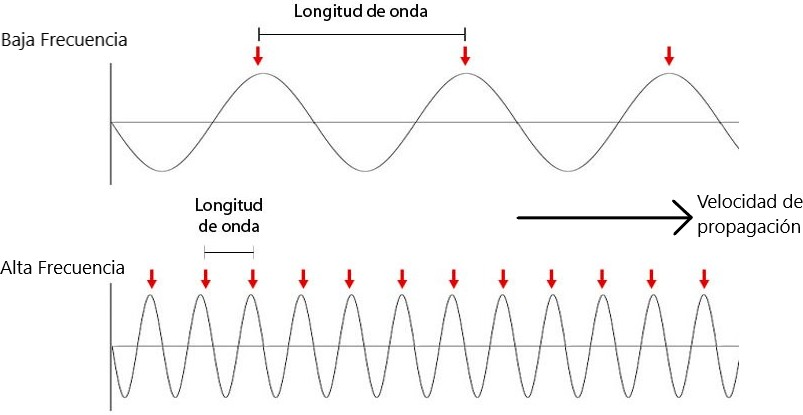 Longitud de onda
Baja Frecuencia
Velocidad de
propagación
Longitud
de onda
Alta Frecuencia